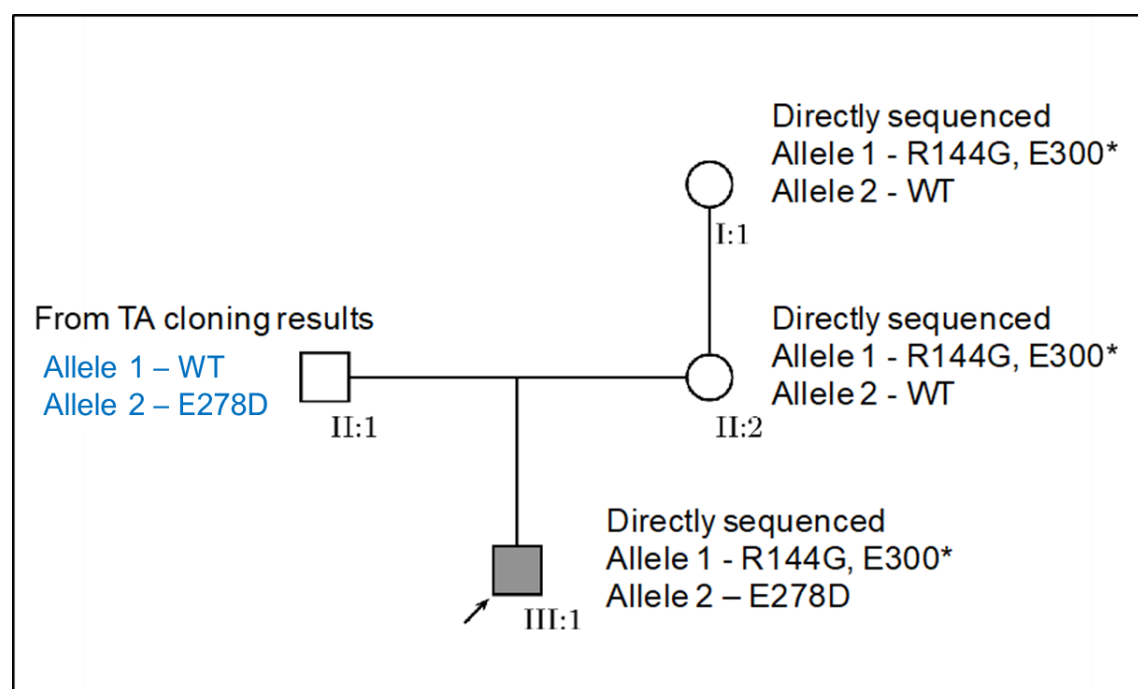 Directly sequenced
Allele 1 - R144G, E300*
Allele 2 - WT
I:1
From TA cloning results
Allele 1 – WT
Allele 2 – E278D
II:1
Directly sequenced
Allele 1 - R144G, E300*
Allele 2 - WT
II:2
Directly sequenced
Allele 1 - R144G, E300*
Allele 2 – E278D
III:1